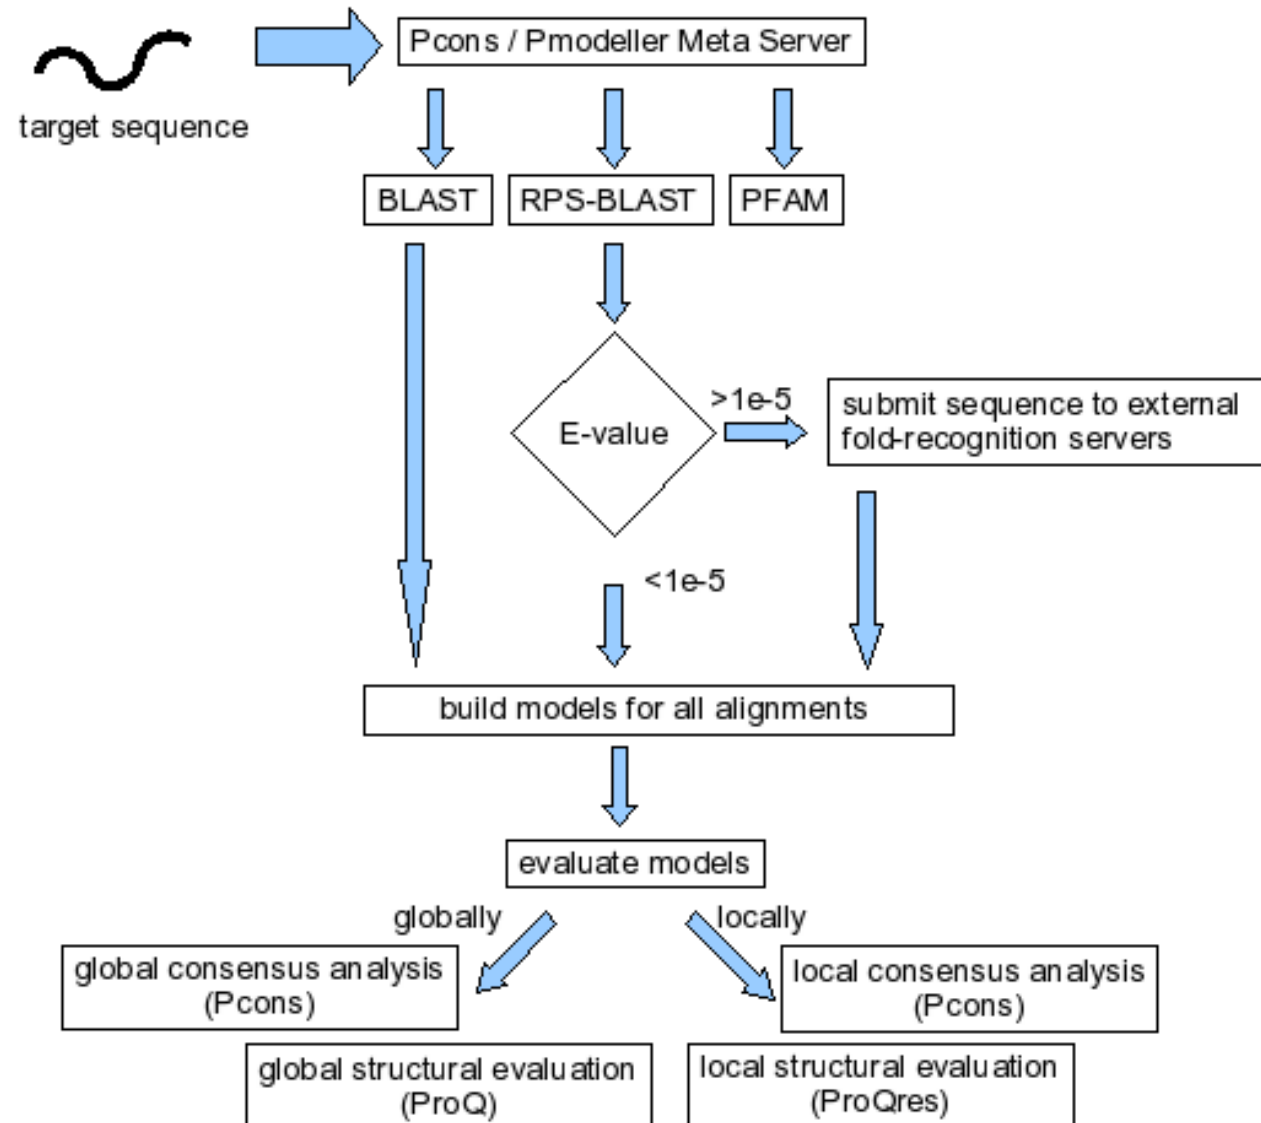 Pcons / Pmodeller Meta Server
target sequence
BLAST
RPS-BLAST
PFAM
E-value
>1e-5
submit sequence to external
fold-recognition servers
<1e-5
build models for all alignments
evaluate models
globally
locally
global consensus analysis
(Pcons)
local consensus analysis
(Pcons)
global structural evaluation
(ProQ)
local structural evaluation
(ProQres)